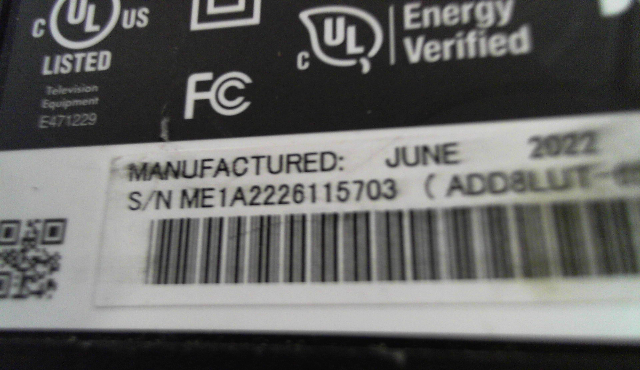 C UL US
LISTED
Television
Equipment
E471229
FC
C UL
Energy
Verified
MANUFACTURED: JUNE 2022
S/N ME1A2226115703 ( ADD8LUT-